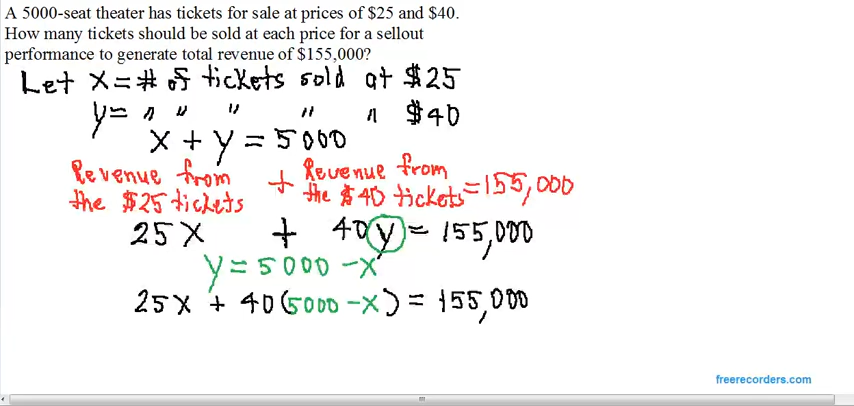 A 5000-seat theater has tickets for sale at prices of $25 and $40.
How many tickets should be sold at each price for a sellout
performance to generate total revenue of $155,000?
Let x = # of tickets sold at $25
y = " " " " " $40
x + y = 5000
Revenue from the $25 tickets + Revenue from the $40 tickets = 155,000
25x + 40y = 155,000
y = 5000 - x
25x + 40(5000 - x) = 155,000
freerecorders.com